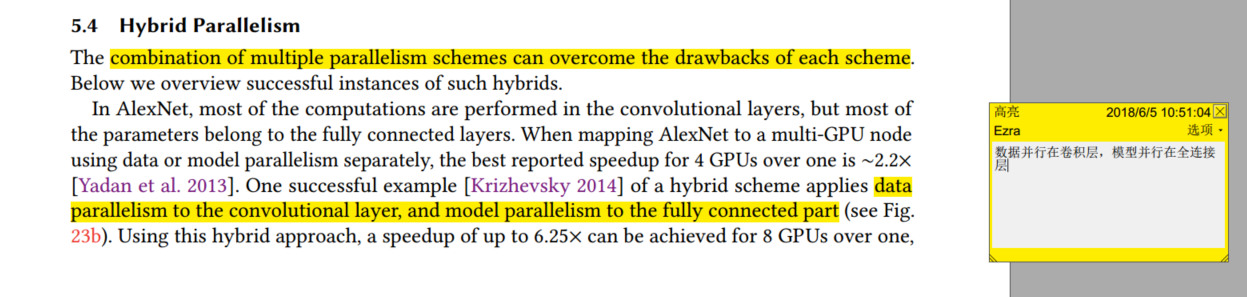 5.4 Hybrid Parallelism
The combination of multiple parallelism schemes can overcome the drawbacks of each scheme.
Below we overview successful instances of such hybrids.
In AlexNet, most of the computations are performed in the convolutional layers, but most of
the parameters belong to the fully connected layers. When mapping AlexNet to a multi-GPU node
using data or model parallelism separately, the best reported speedup for 4 GPUs over one is ~2.2×
[Yadan et al. 2013]. One successful example [Krizhevsky 2014] of a hybrid scheme applies data
parallelism to the convolutional layer, and model parallelism to the fully connected part (see Fig.
23b). Using this hybrid approach, a speedup of up to 6.25× can be achieved for 8 GPUs over one,
高亮 2018/6/5 10:51:04
Ezra 选项
数据并行在卷积层，模型并行在全连接
层